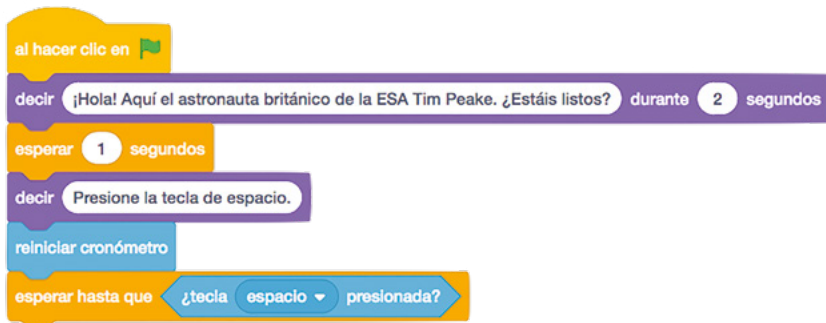 al hacer clic en
decir ¡Hola! Aquí el astronauta británico de la ESA Tim Peake. ¿Estáis listos? durante 2 segundos
esperar 1 segundos
decir Presione la tecla de espacio.
reiniciar cronómetro
esperar hasta que ¿tecla espacio presionada?